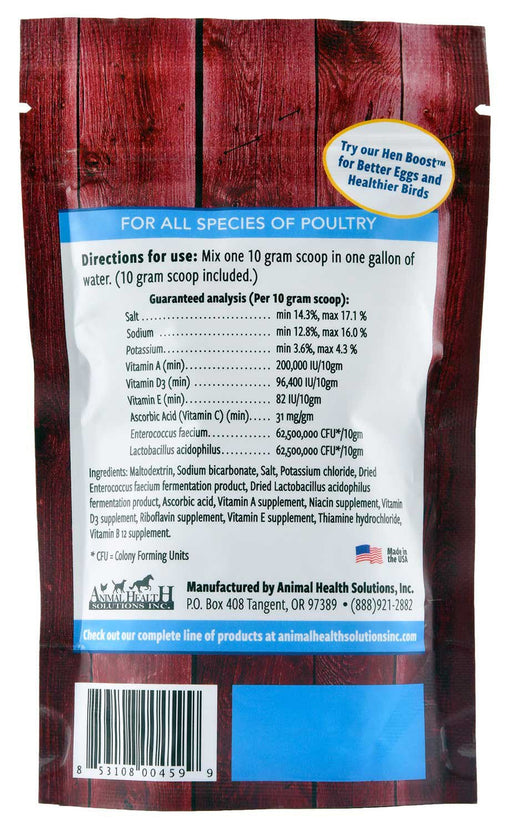 Try our Hen Boost™
for Better Eggs and
Healthier Birds
FOR ALL SPECIES OF POULTRY
Directions for use: Mix one 10 gram scoop in one gallon of
water. (10 gram scoop included.)
Guaranteed analysis (Per 10 gram scoop):
Salt ........................ min 14.3%, max 17.1 %
Sodium ..................... min 12.8%, max 16.0 %
Potassium ................... min 3.6%, max 4.3 %
Vitamin A (min) .............. 200,000 IU/10gm
Vitamin D3 (min) ............. 96,400 IU/10gm
Vitamin E (min) .............. 82 IU/10gm
Ascorbic Acid (Vitamin C) (min) ..... 31 mg/gm
Enterococcus faecium ......... 62,500,000 CFU*/10gm
Lactobacillus acidophilus ...... 62,500,000 CFU*/10gm
Ingredients: Maltodextrin, Sodium bicarbonate, Salt, Potassium chloride, Dried
Enterococcus faecium fermentation product, Dried Lactobacillus acidophilus
fermentation product, Ascorbic acid, Vitamin A supplement, Niacin supplement, Vitamin
D3 supplement, Riboflavin supplement, Vitamin E supplement, Thiamine hydrochloride,
Vitamin B 12 supplement.
* CFU = Colony Forming Units
Made in
the USA
ANIMAL HEALTH
SOLUTIONS INC.
Manufactured by Animal Health Solutions, Inc.
P.O. Box 408 Tangent, OR 97389 • (888)921-2882
Check out our complete line of products at animalhealthsolutionsinc.com
8 53108 00459 9